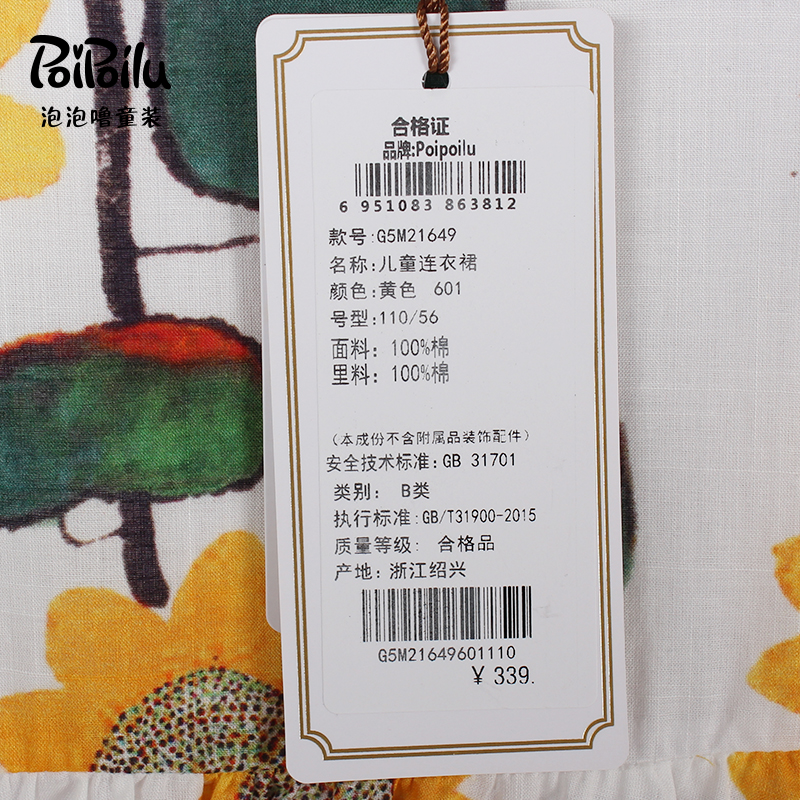 PoiPoilu
泡泡噜童装
合格证
品牌:Poipoilu
6 951083 863812
款号:G5M21649
名称:儿童连衣裙
颜色:黄色 601
号型:110/56
面料: 100%棉
里料: 100%棉
（本成份不含附属品装饰配件）
安全技术标准:GB 31701
类别: B类
执行标准:GB/T31900-2015
质量等级: 合格品
产地: 浙江绍兴
G5M21649601110
￥ 339.